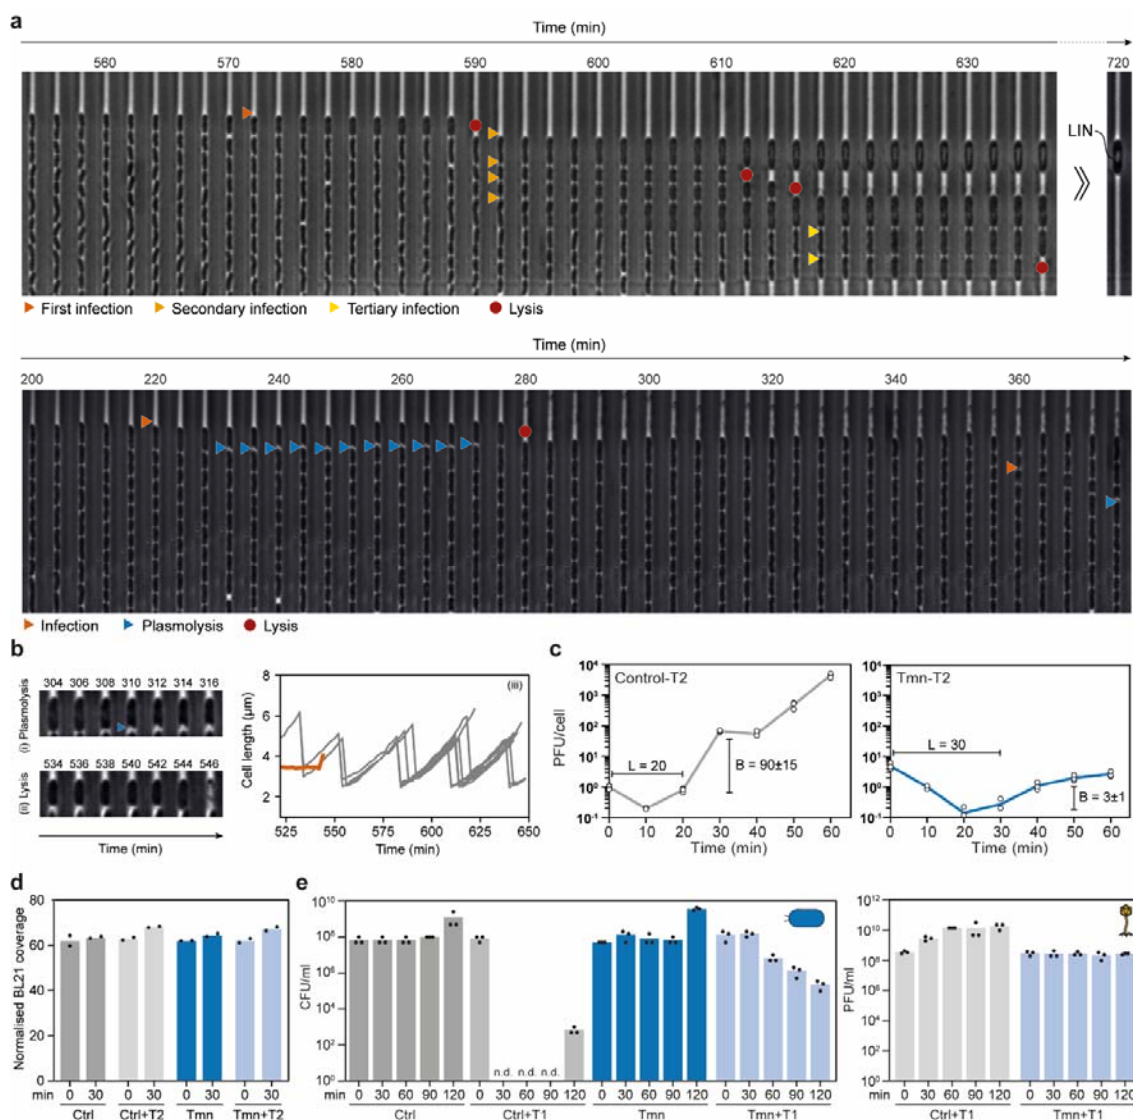 a
Time (min)
560 570 580 590 600 610 620 630 720
LIN
First infection Secondary infection Tertiary infection Lysis
Time (min)
200 220 240 260 280 300 320 340 360
Infection Plasmolysis Lysis
b
304 306 308 310 312 314 316
(i) Plasmolysis
534 536 538 540 542 544 546
(ii) Lysis
Time (min)
(iii)
Cell length (μm)
8
6
4
2
525 550 575 600 625 650
Time (min)
c
Control-T2
PFU/cell
10⁴
10³
10²
10¹
10⁰
10⁻¹
L = 20
B = 90±15
0 10 20 30 40 50 60
Time (min)
Tmn-T2
10⁴
10³
10²
10¹
10⁰
10⁻¹
L = 30
B = 3±1
0 10 20 30 40 50 60
Time (min)
d
Normalised BL21 coverage
80
60
40
20
0
min 0 30 0 30 0 30 0 30
Ctrl Ctrl+T2 Tmn Tmn+T2
e
CFU/ml
10¹⁰
10⁸
10⁶
10⁴
10²
10⁰
n.d. n.d. n.d.
min 0 30 60 90 120 0 30 60 90 120 0 30 60 90 120 0 30 60 90 120
Ctrl Ctrl+T1 Tmn Tmn+T1
PFU/ml
10¹²
10¹⁰
10⁸
10⁶
10⁴
10²
10⁰
min 0 30 60 90 120 0 30 60 90 120
Ctrl+T1 Tmn+T1